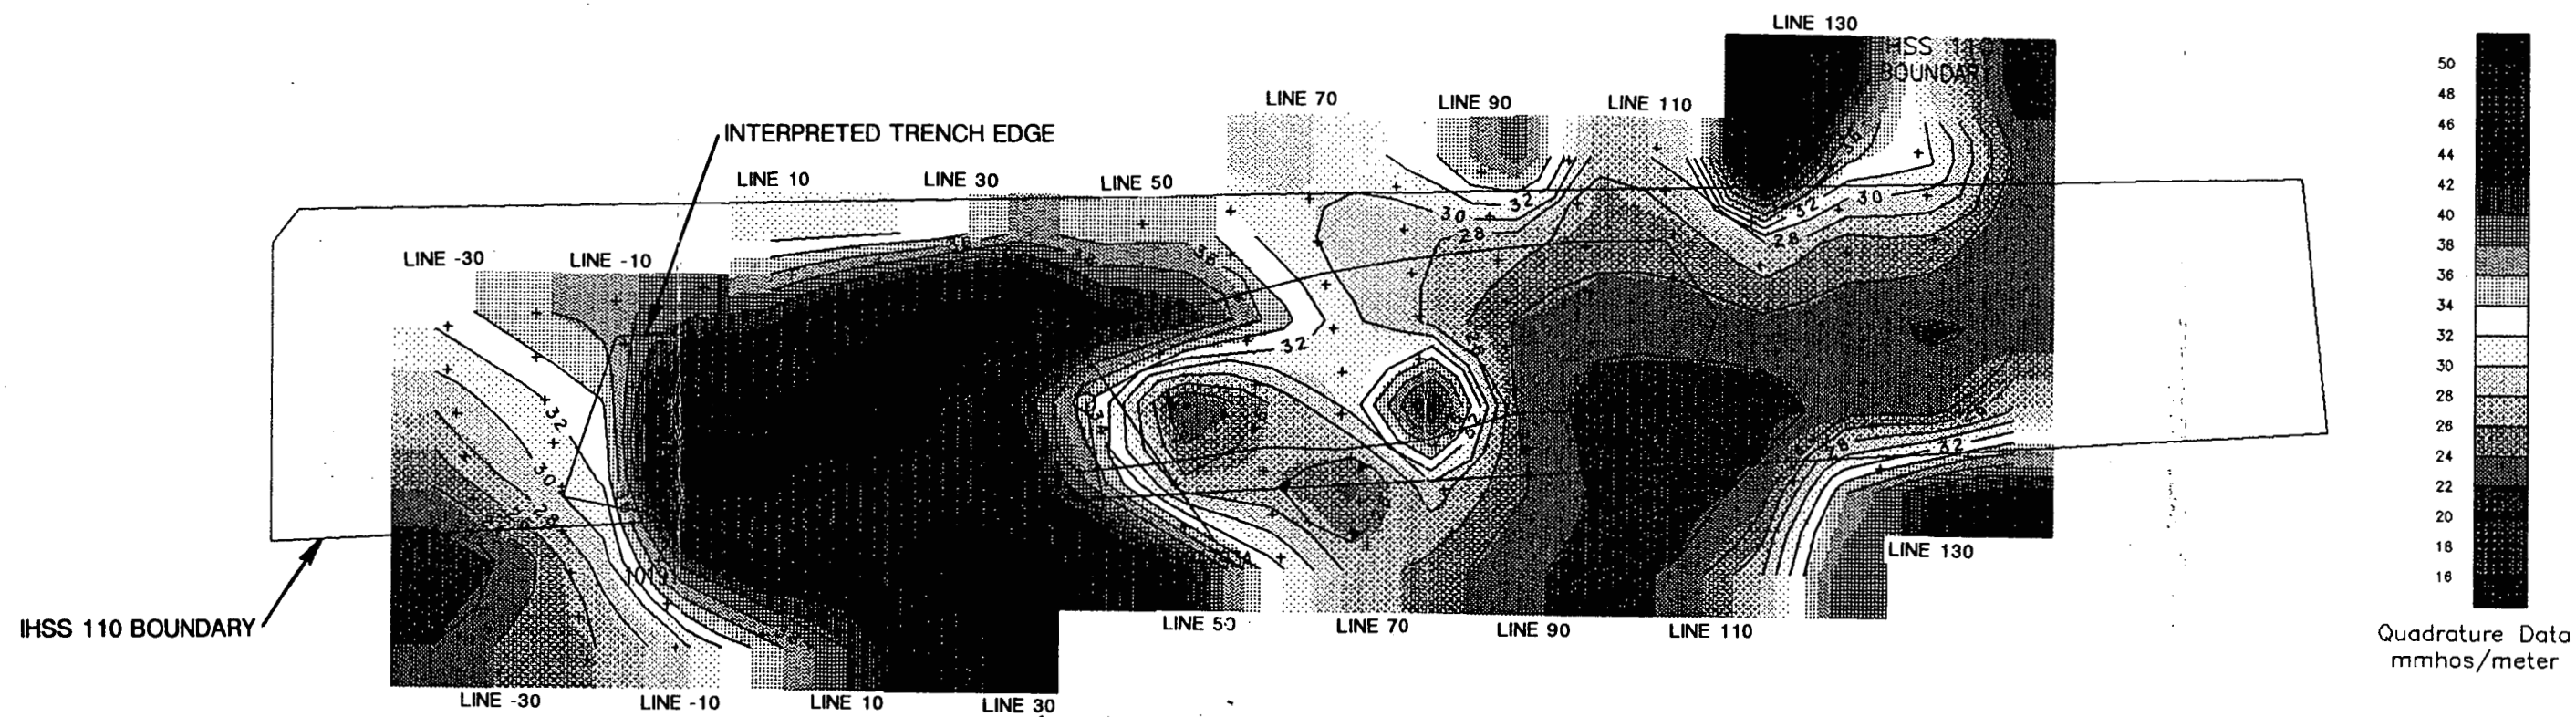 LINE 130
HSS 11
BOUNDARY
LINE 70
LINE 90
LINE 110
INTERPRETED TRENCH EDGE
LINE 10
LINE 30
LINE 50
LINE -30
LINE -10
36
36
32
30
28
32
30
28
32
32
30
28
28
32
LINE 130
IHSS 110 BOUNDARY
LINE 50
LINE 70
LINE 90
LINE 110
LINE -30
LINE -10
LINE 10
LINE 30
50
48
46
44
42
40
38
36
34
32
30
28
26
24
22
20
18
16
Quadrature Data
mmhos/meter